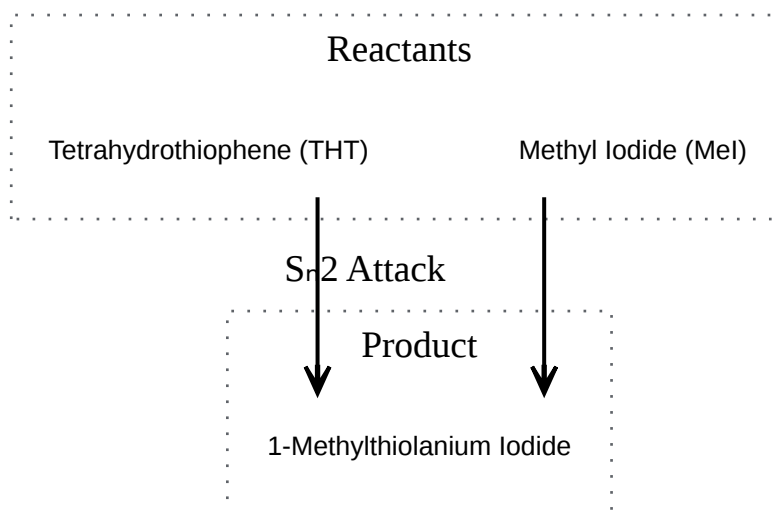 Reactants
Tetrahydrothiophene (THT)
Methyl Iodide (MeI)
Sₙ2 Attack
Product
1-Methylthiolanium Iodide